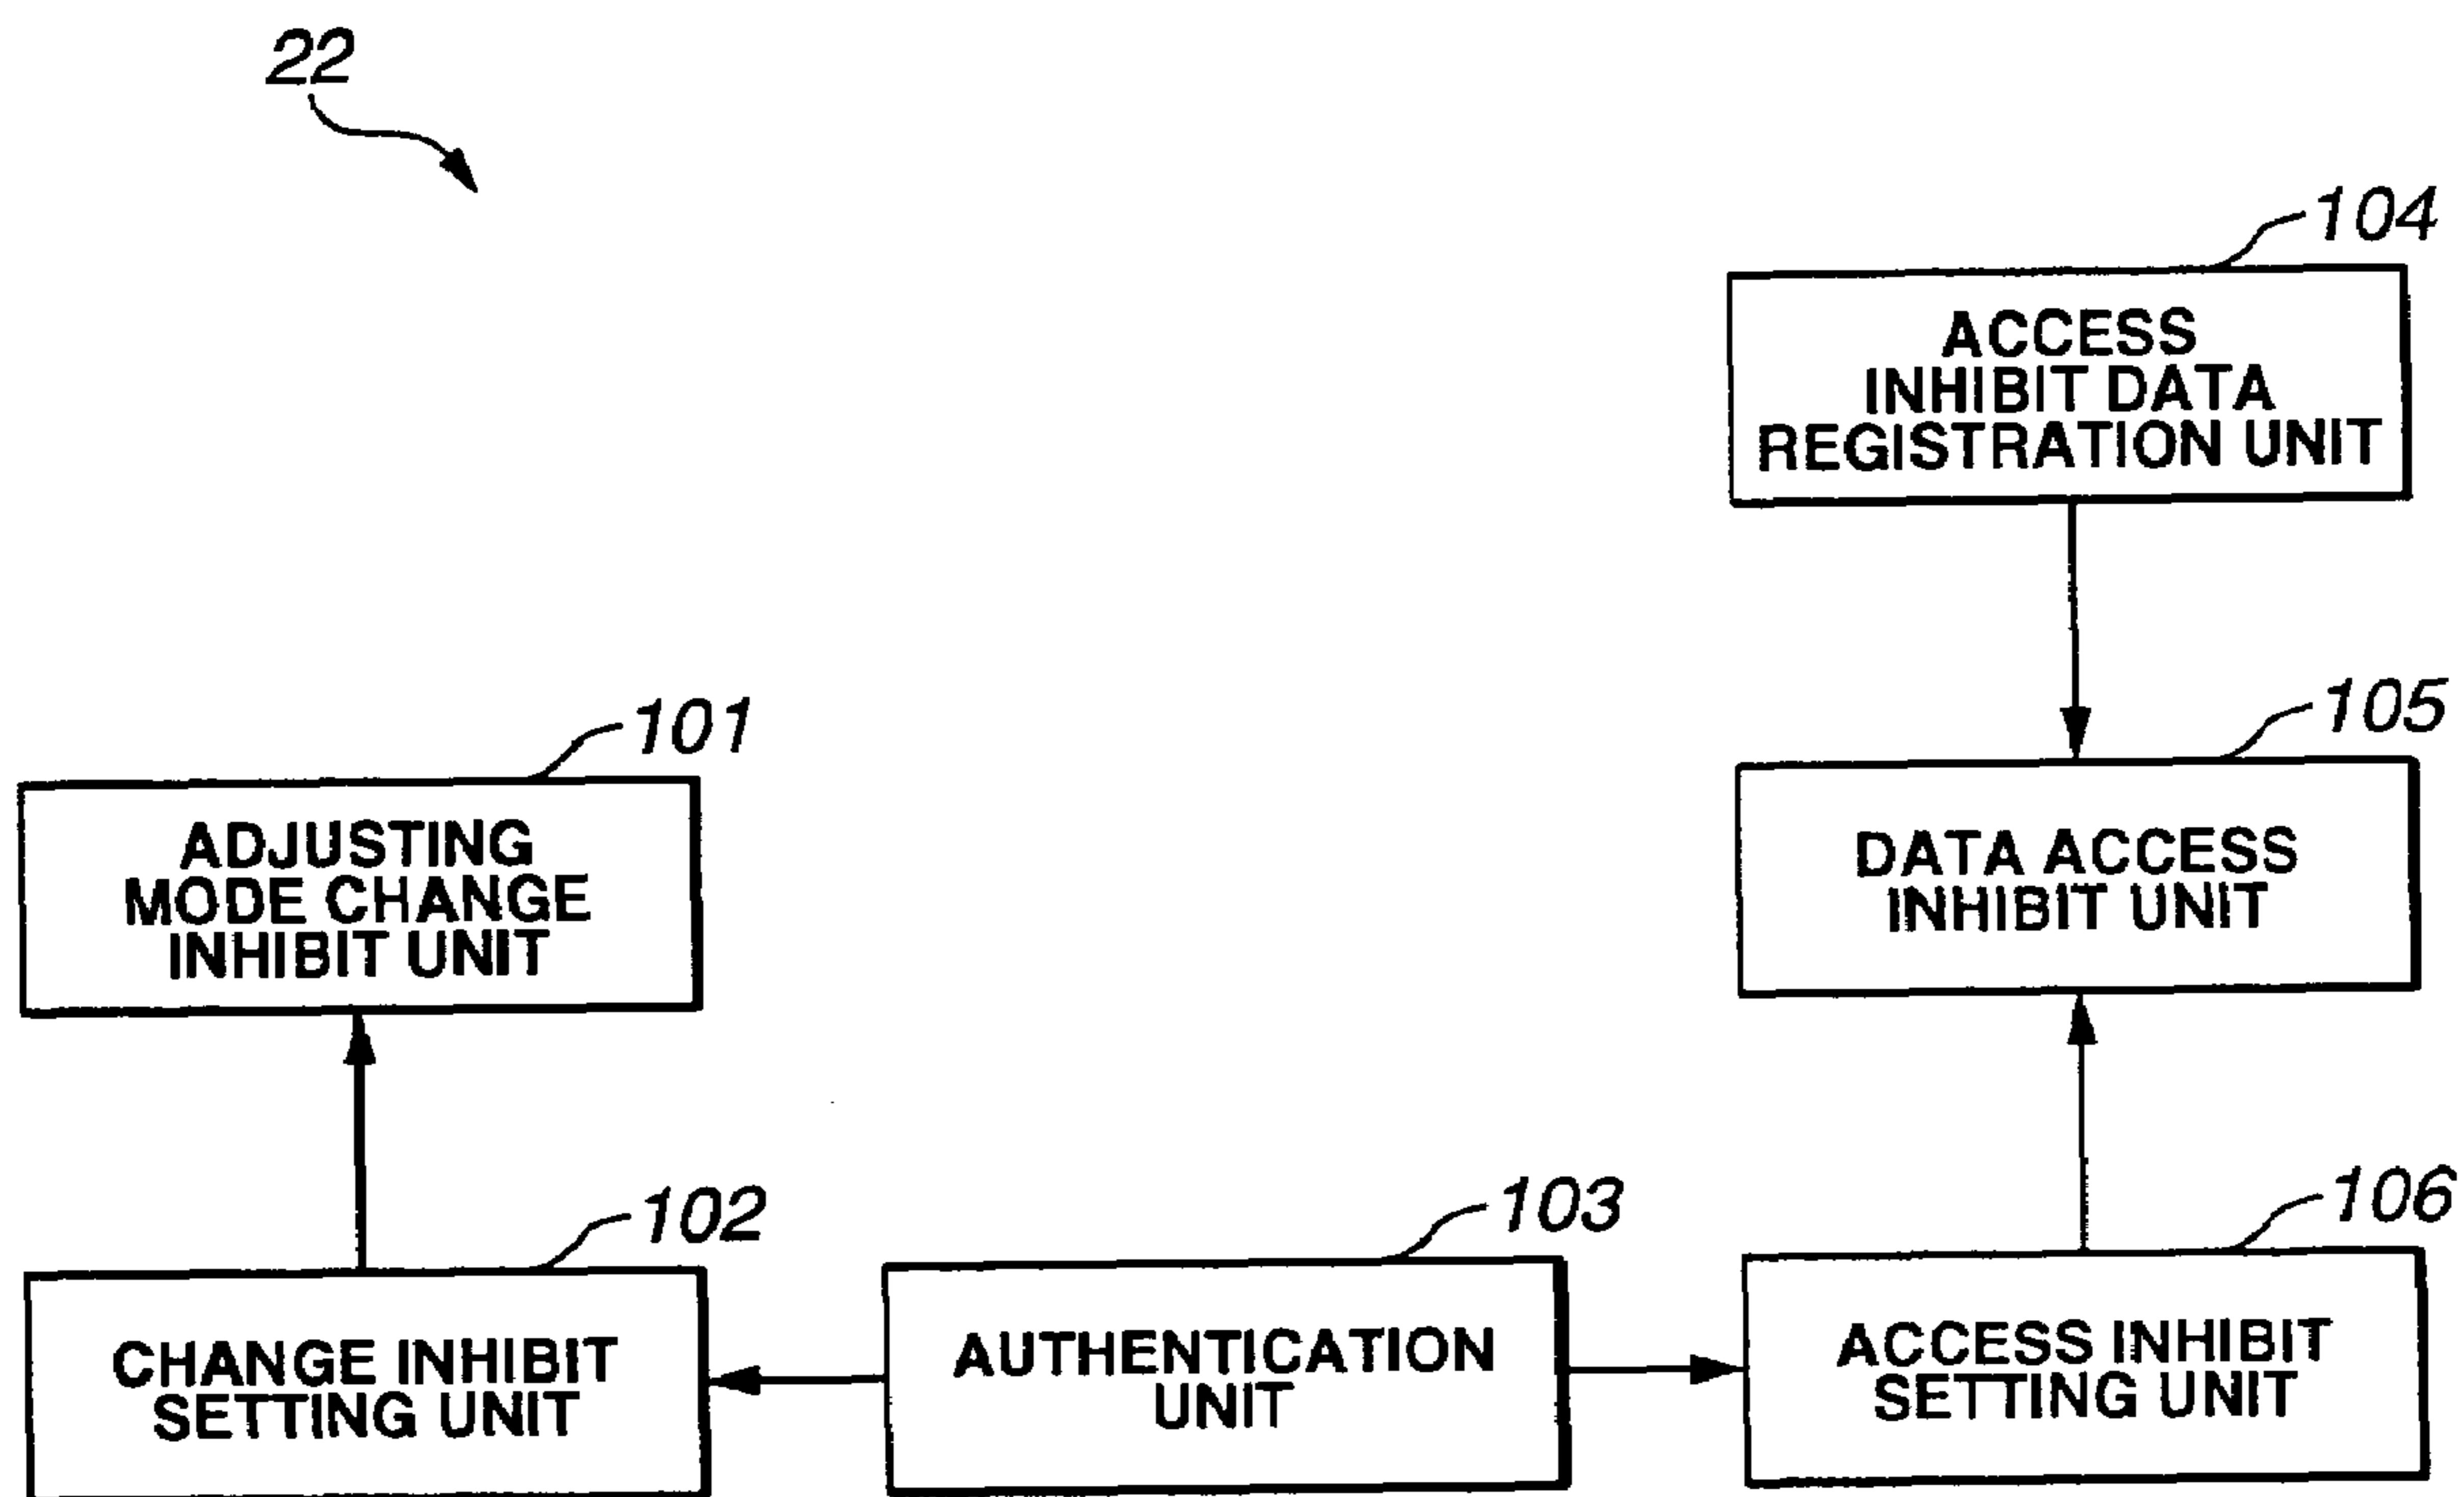 22
104
ACCESS
INHIBIT DATA
REGISTRATION UNIT
101
ADJUSTING
MODE CHANGE
INHIBIT UNIT
105
DATA ACCESS
INHIBIT UNIT
102
CHANGE INHIBIT
SETTING UNIT
103
AUTHENTICATION
UNIT
106
ACCESS INHIBIT
SETTING UNIT